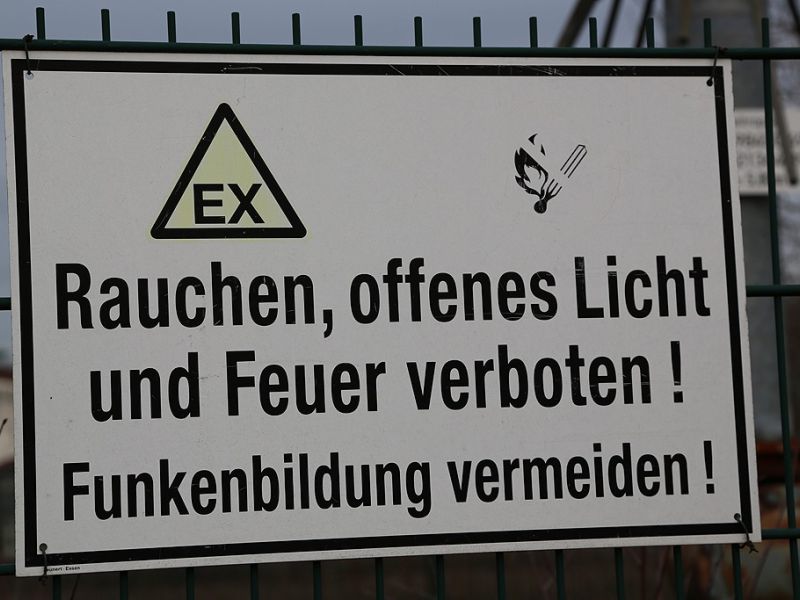 EX
Rauchen, offenes Licht
und Feuer verboten !
Funkenbildung vermeiden !